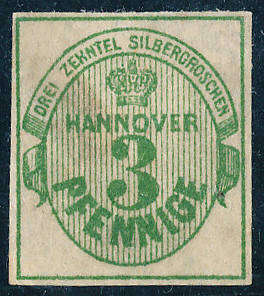 DREI ZEHNTEL SILBERGROSCHEN
HANNOVER
3
PFENNIGE